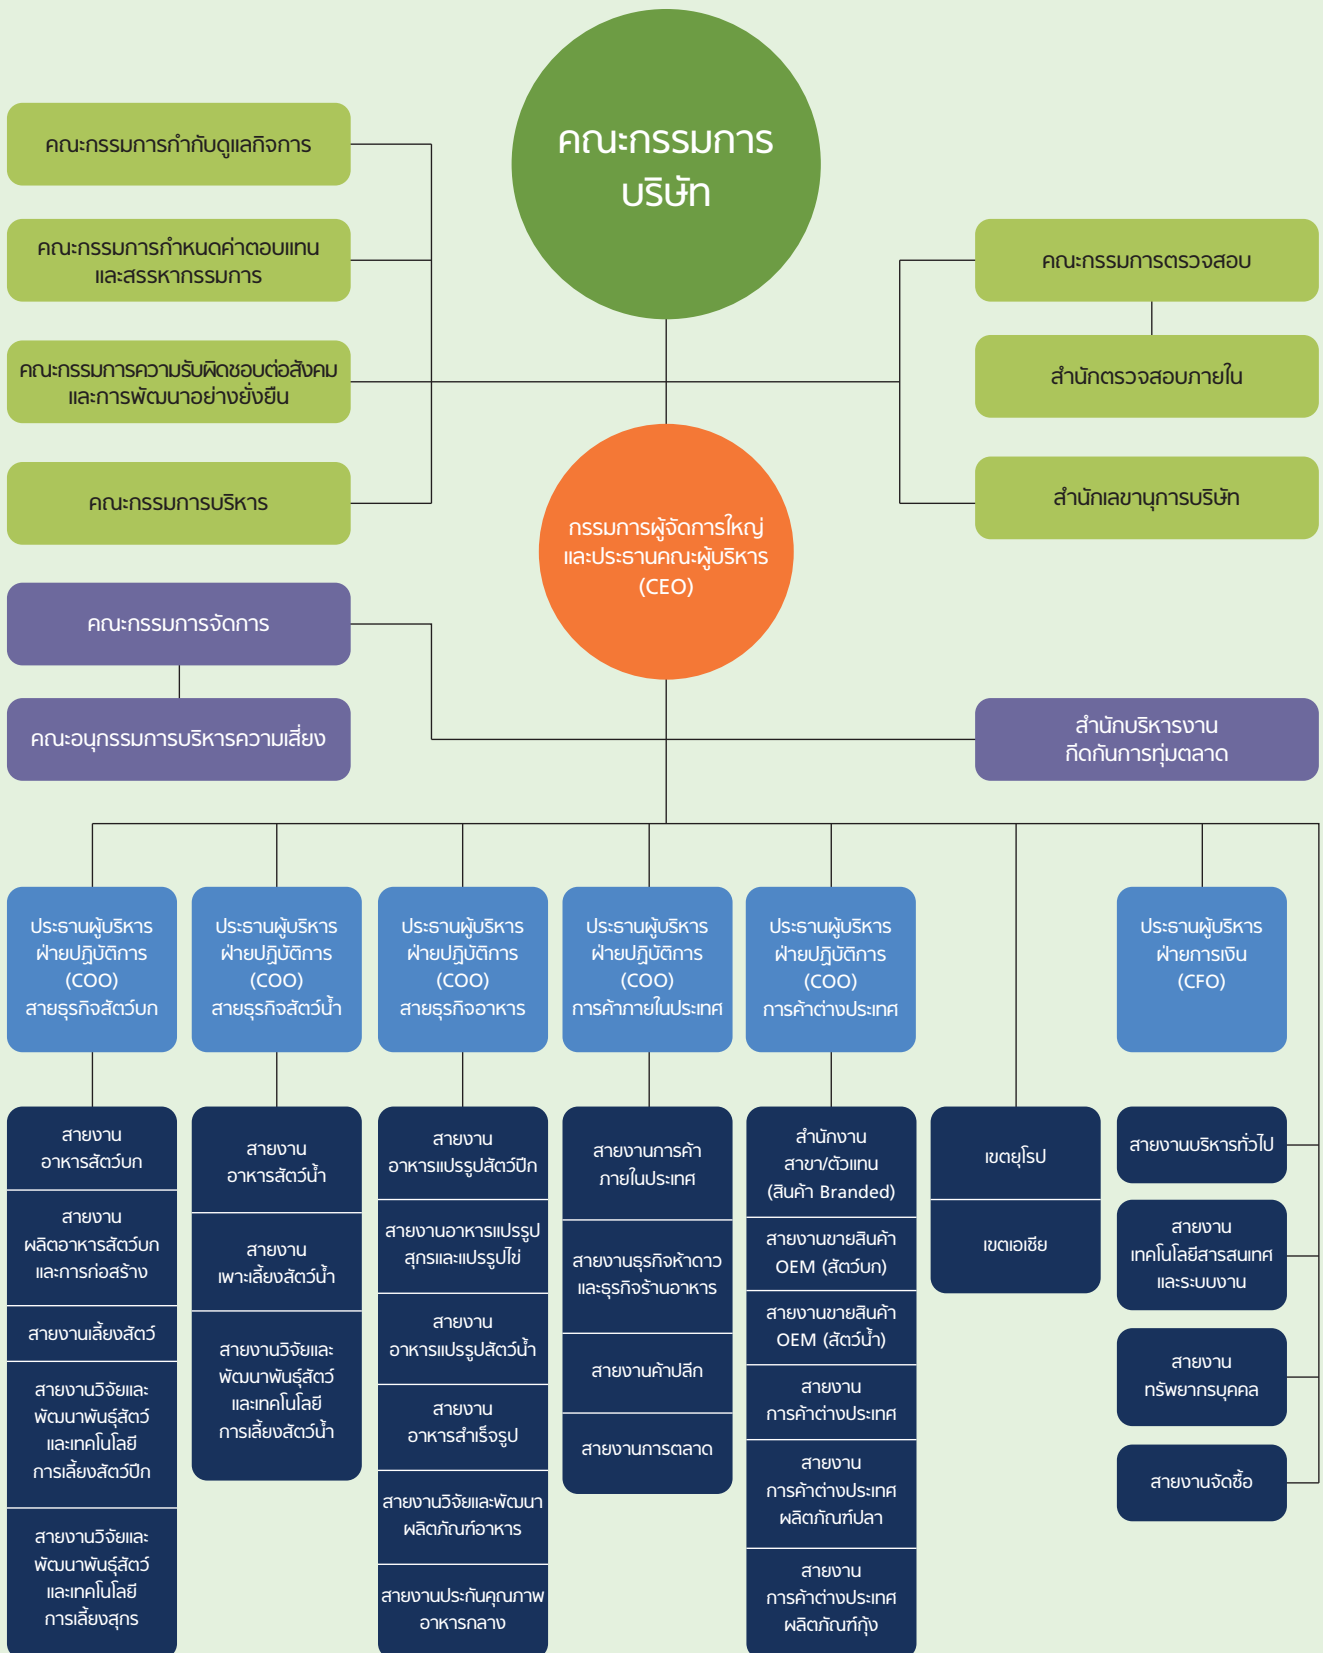 คณะกรรมการ
บริษัท
คณะกรรมการกำกับดูแลกิจการ
คณะกรรมการกำหนดค่าตอบแทน
และสรรหากรรมการ
คณะกรรมการความรับผิดชอบต่อสังคม
และการพัฒนาอย่างยั่งยืน
คณะกรรมการบริหาร
คณะกรรมการตรวจสอบ
สำนักตรวจสอบภายใน
สำนักเลขานุการบริษัท
กรรมการผู้จัดการใหญ่
และประธานคณะผู้บริหาร
(CEO)
คณะกรรมการจัดการ
คณะอนุกรรมการบริหารความเสี่ยง
สำนักบริหารงาน
กีดกันการทุ่มตลาด
ประธานผู้บริหาร
ฝ่ายปฏิบัติการ
(COO)
สายธุรกิจสัตว์บก
ประธานผู้บริหาร
ฝ่ายปฏิบัติการ
(COO)
สายธุรกิจสัตว์น้ำ
ประธานผู้บริหาร
ฝ่ายปฏิบัติการ
(COO)
สายธุรกิจอาหาร
ประธานผู้บริหาร
ฝ่ายปฏิบัติการ
(COO)
การค้าภายในประเทศ
ประธานผู้บริหาร
ฝ่ายปฏิบัติการ
(COO)
การค้าต่างประเทศ
ประธานผู้บริหาร
ฝ่ายการเงิน
(CFO)
สายงาน
อาหารสัตว์บก
สายงาน
ผลิตอาหารสัตว์บก
และการก่อสร้าง
สายงานเลี้ยงสัตว์
สายงานวิจัยและ
พัฒนาพันธุ์สัตว์
และเทคโนโลยี
การเลี้ยงสัตว์ปีก
สายงานวิจัยและ
พัฒนาพันธุ์สัตว์
และเทคโนโลยี
การเลี้ยงสุกร
สายงาน
อาหารสัตว์น้ำ
สายงาน
เพาะเลี้ยงสัตว์น้ำ
สายงานวิจัยและ
พัฒนาพันธุ์สัตว์
และเทคโนโลยี
การเลี้ยงสัตว์น้ำ
สายงาน
อาหารแปรรูปสัตว์ปีก
สายงานอาหารแปรรูป
สุกรและแปรรูปไข่
สายงาน
อาหารแปรรูปสัตว์น้ำ
สายงาน
อาหารสำเร็จรูป
สายงานวิจัยและพัฒนา
ผลิตภัณฑ์อาหาร
สายงานประกันคุณภาพ
อาหารกลาง
สายงานการค้า
ภายในประเทศ
สายงานธุรกิจห้าดาว
และธุรกิจร้านอาหาร
สายงานค้าปลีก
สายงานการตลาด
สำนักงาน
สาขา/ตัวแทน
(สินค้า Branded)
สายงานขายสินค้า
OEM (สัตว์บก)
สายงานขายสินค้า
OEM (สัตว์น้ำ)
สายงาน
การค้าต่างประเทศ
สายงาน
การค้าต่างประเทศ
ผลิตภัณฑ์ปลา
สายงาน
การค้าต่างประเทศ
ผลิตภัณฑ์กุ้ง
เขตยุโรป
เขตเอเชีย
สายงานบริหารทั่วไป
สายงาน
เทคโนโลยีสารสนเทศ
และระบบงาน
สายงาน
ทรัพยากรบุคคล
สายงานจัดซื้อ